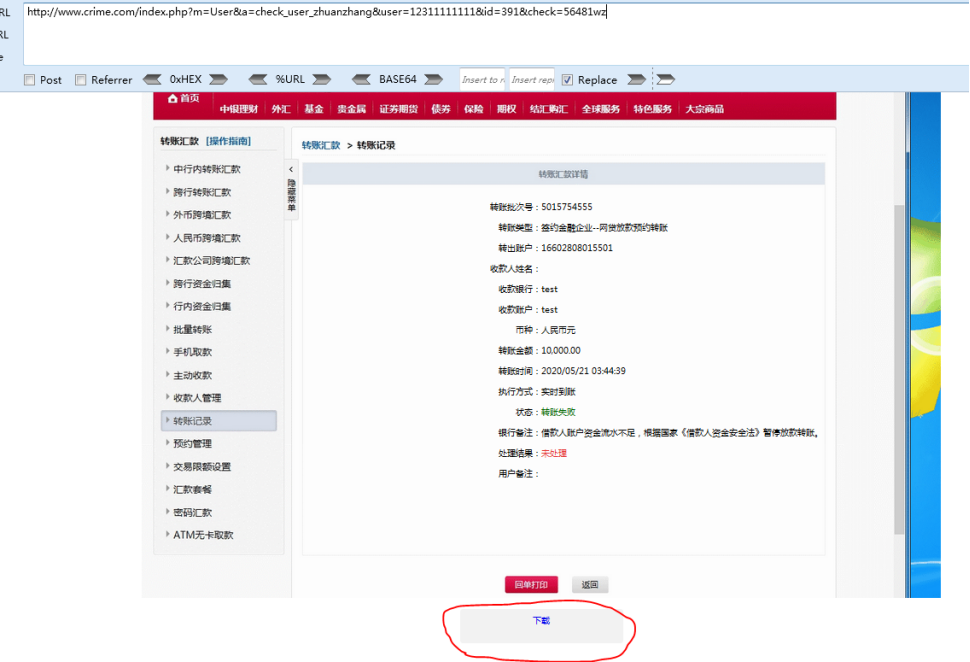 RL
http://www.crime.com/index.php?m=User&a=check_user_zhuanzhang&user=12311111111&id=391&check=56481wz
RL
e
Post Referrer 0xHEX %URL BASE64 Insert to r Insert repl Replace
首页 中银理财 外汇 基金 贵金属 证券期货 债券 保险 期权 结汇购汇 全球服务 特色服务 大宗商品
转账汇款 [操作指南]
中行内转账汇款
跨行转账汇款
外币跨境汇款
人民币跨境汇款
汇款公司跨境汇款
跨行资金归集
行内资金归集
批量转账
手机取款
主动收款
收款人管理
转账记录
预约管理
交易限额设置
汇款套餐
密码汇款
ATM无卡取款
<
隐藏菜单
转账汇款 > 转账记录
转账汇款详情
转账批次号：5015754555
转账类型：签约金融企业--网贷放款预约转账
转出账户：16602808015501
收款人姓名：
收款银行：test
收款账户：test
币种：人民币元
转账金额：10,000.00
转账时间：2020/05/21 03:44:39
执行方式：实时到账
状态：转账失败
银行备注：借款人账户资金流水不足，根据国家《借款人资金安全法》暂停放款转账。
处理结果：未处理
用户备注：
回单打印 返回
下载